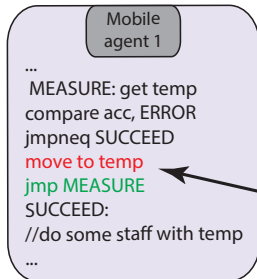 Mobile
agent 1
...
MEASURE: get temp
compare acc, ERROR
jmpneq SUCCEED
move to temp
jmp MEASURE
SUCCEED:
//do some staff with temp
...